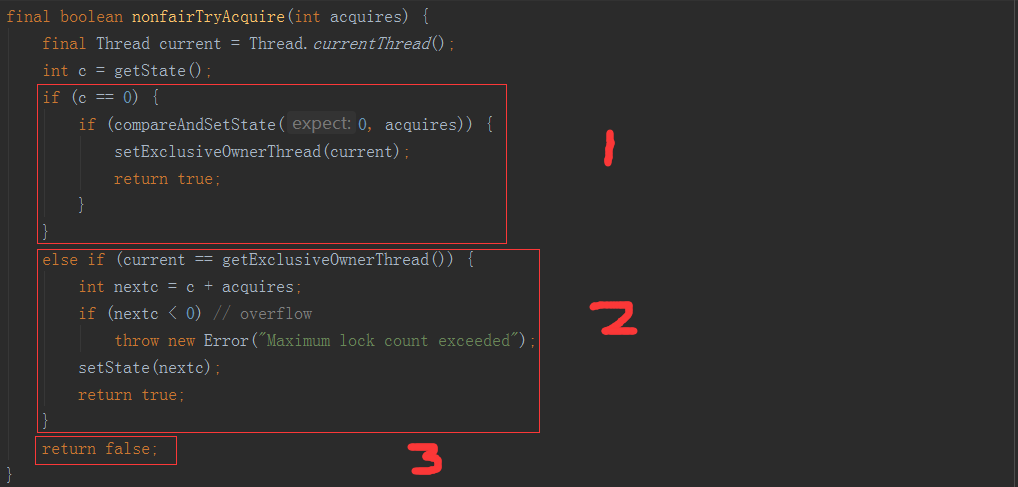 final boolean nonfairTryAcquire(int acquires) {
final Thread current = Thread.currentThread();
int c = getState();
if (c == 0) {
if (compareAndSetState( expect: 0, acquires)) {
setExclusiveOwnerThread(current);
return true;
}
}
1
else if (current == getExclusiveOwnerThread()) {
int nextc = c + acquires;
if (nextc < 0) // overflow
throw new Error("Maximum lock count exceeded");
setState(nextc);
return true;
}
2
return false;
3
}